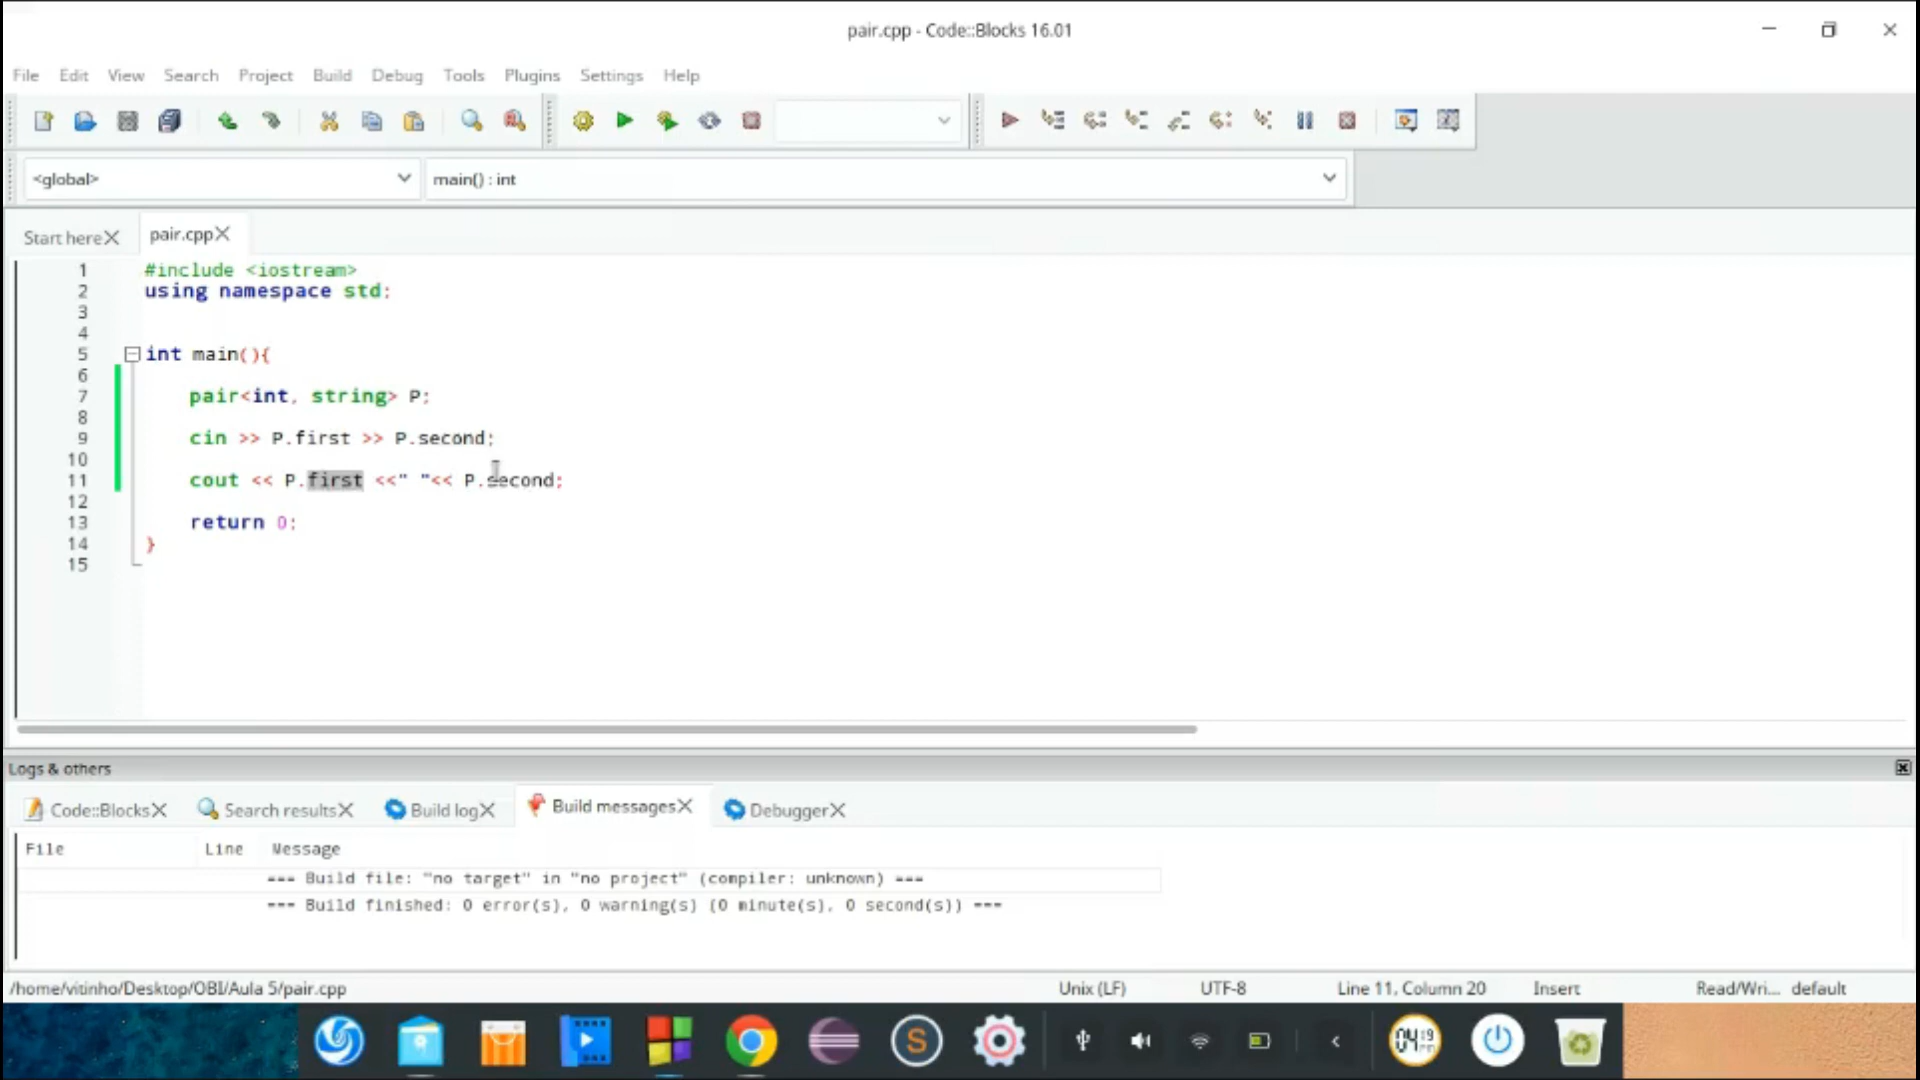 pair.cpp - Code::Blocks 16.01
File Edit View Search Project Build Debug Tools Plugins Settings Help
<global> main() : int
Start here pair.cpp
1 #include <iostream>
2 using namespace std;
3
4
5 int main(){
6
7 pair<int, string> P;
8
9 cin >> P.first >> P.second;
10
11 cout << P.first <<" "<< P.second;
12
13 return 0;
14 }
15
Logs & others
Code::Blocks Search results Build log Build messages Debugger
File Line Message
=== Build file: "no target" in "no project" (compiler: unknown) ===
=== Build finished: 0 error(s), 0 warning(s) (0 minute(s), 0 second(s)) ===
/home/vitinho/Desktop/OBI/Aula 5/pair.cpp Unix (LF) UTF-8 Line 11, Column 20 Insert Read/Wri... default
S 04:19 PM